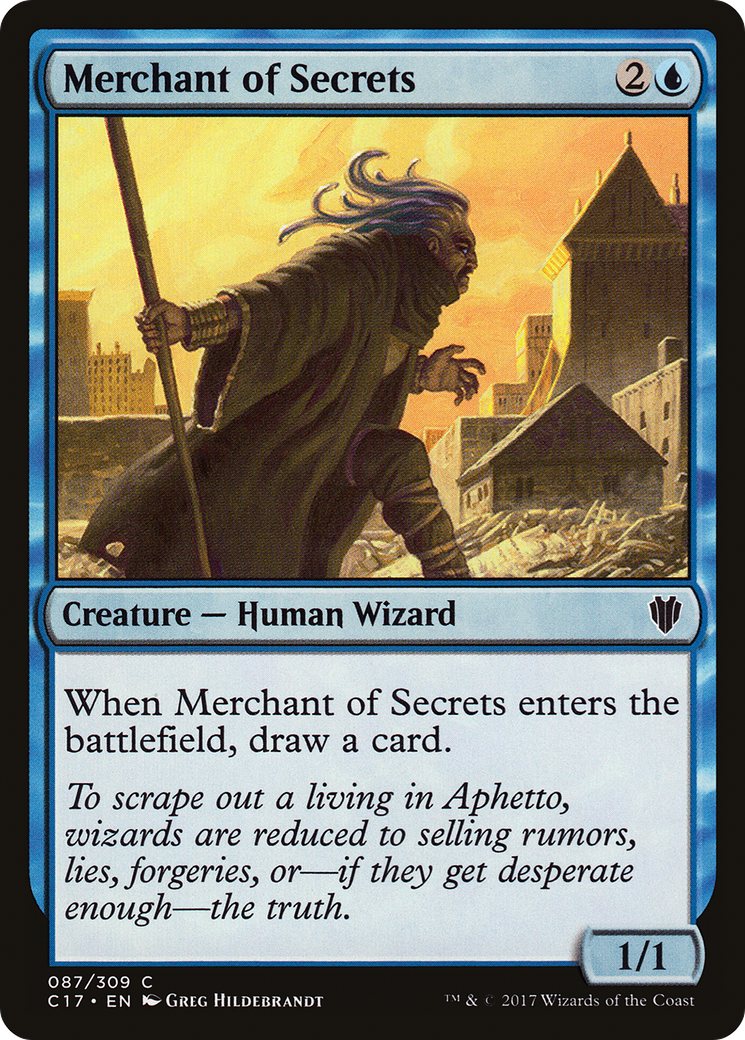 Merchant of Secrets 2
Creature — Human Wizard
When Merchant of Secrets enters the
battlefield, draw a card.
To scrape out a living in Aphetto,
wizards are reduced to selling rumors,
lies, forgeries, or—if they get desperate
enough—the truth.
1/1
087/309 C
C17 • EN Greg Hildebrandt ™ & © 2017 Wizards of the Coast